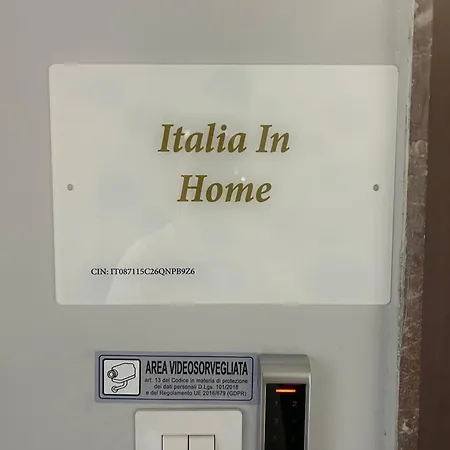 Italia In
Home
CIN: IT087115C26QNPB9Z6
AREA VIDEOSORVEGLIATA
art. 13 del Codice in materia di protezione
dei dati personali D.Lgs. 101/2018
e del Regolamento UE 2016/679 (GDPR)